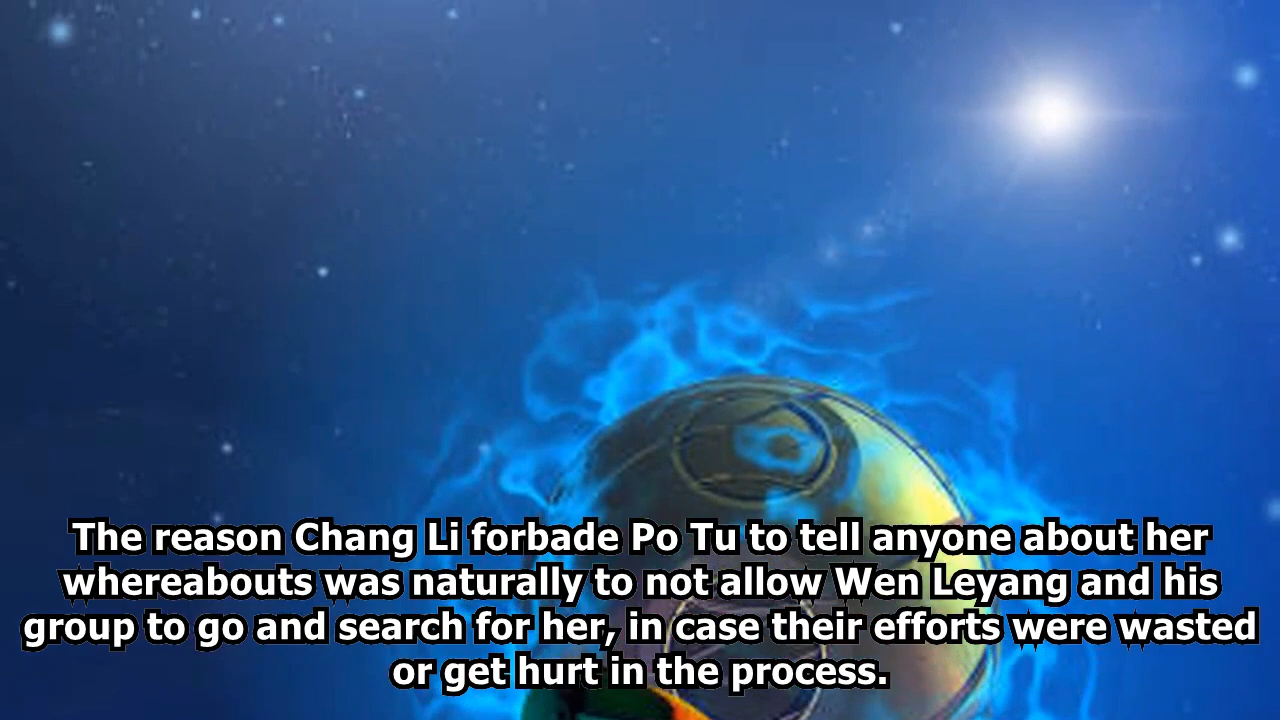 The reason Chang Li forbade Po Tu to tell anyone about her
whereabouts was naturally to not allow Wen Leyang and his
group to go and search for her, in case their efforts were wasted
or get hurt in the process.